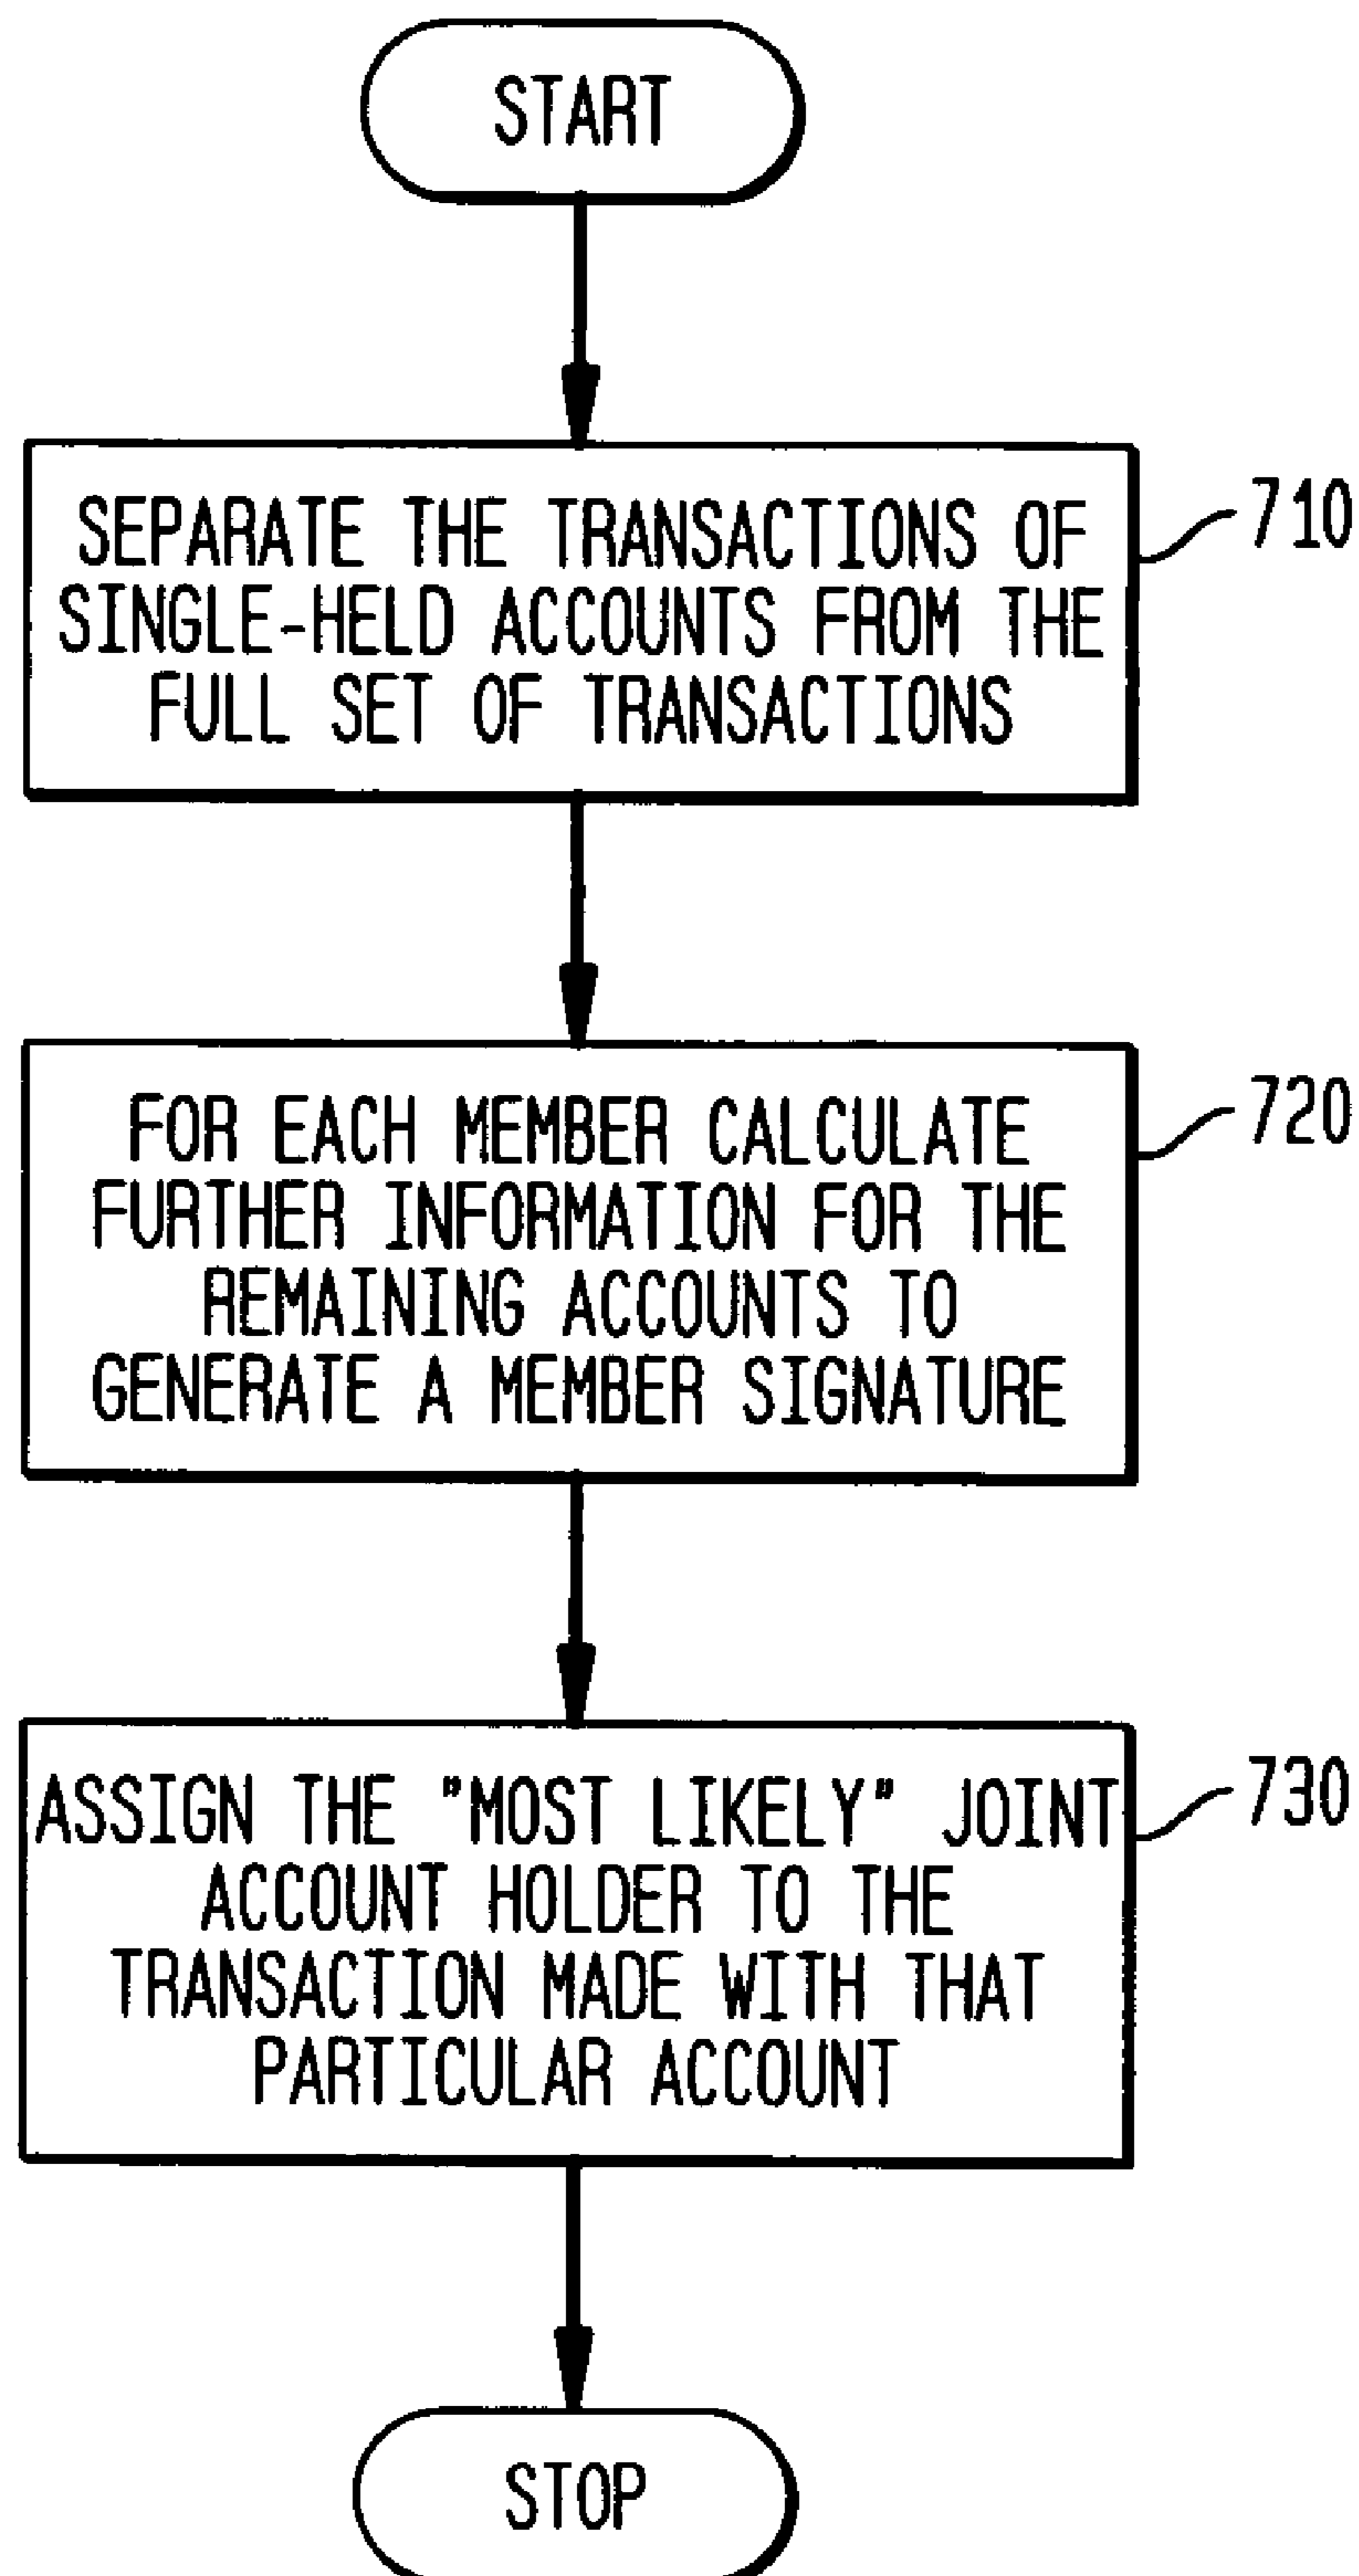 START
SEPARATE THE TRANSACTIONS OF
SINGLE-HELD ACCOUNTS FROM THE
FULL SET OF TRANSACTIONS
710
FOR EACH MEMBER CALCULATE
FURTHER INFORMATION FOR THE
REMAINING ACCOUNTS TO
GENERATE A MEMBER SIGNATURE
720
ASSIGN THE "MOST LIKELY" JOINT
ACCOUNT HOLDER TO THE
TRANSACTION MADE WITH THAT
PARTICULAR ACCOUNT
730
STOP